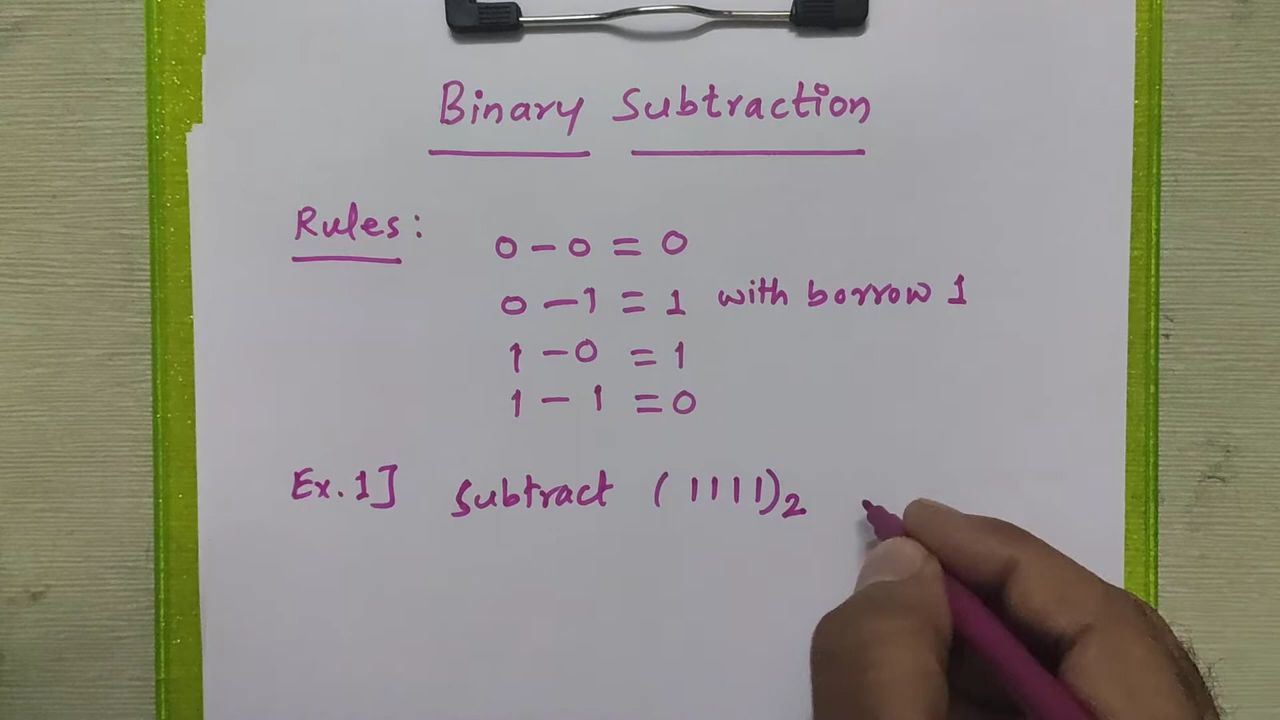 Binary Subtraction
Rules:
0 - 0 = 0
0 - 1 = 1 with borrow 1
1 - 0 = 1
1 - 1 = 0
Ex. 1] Subtract (1111)₂